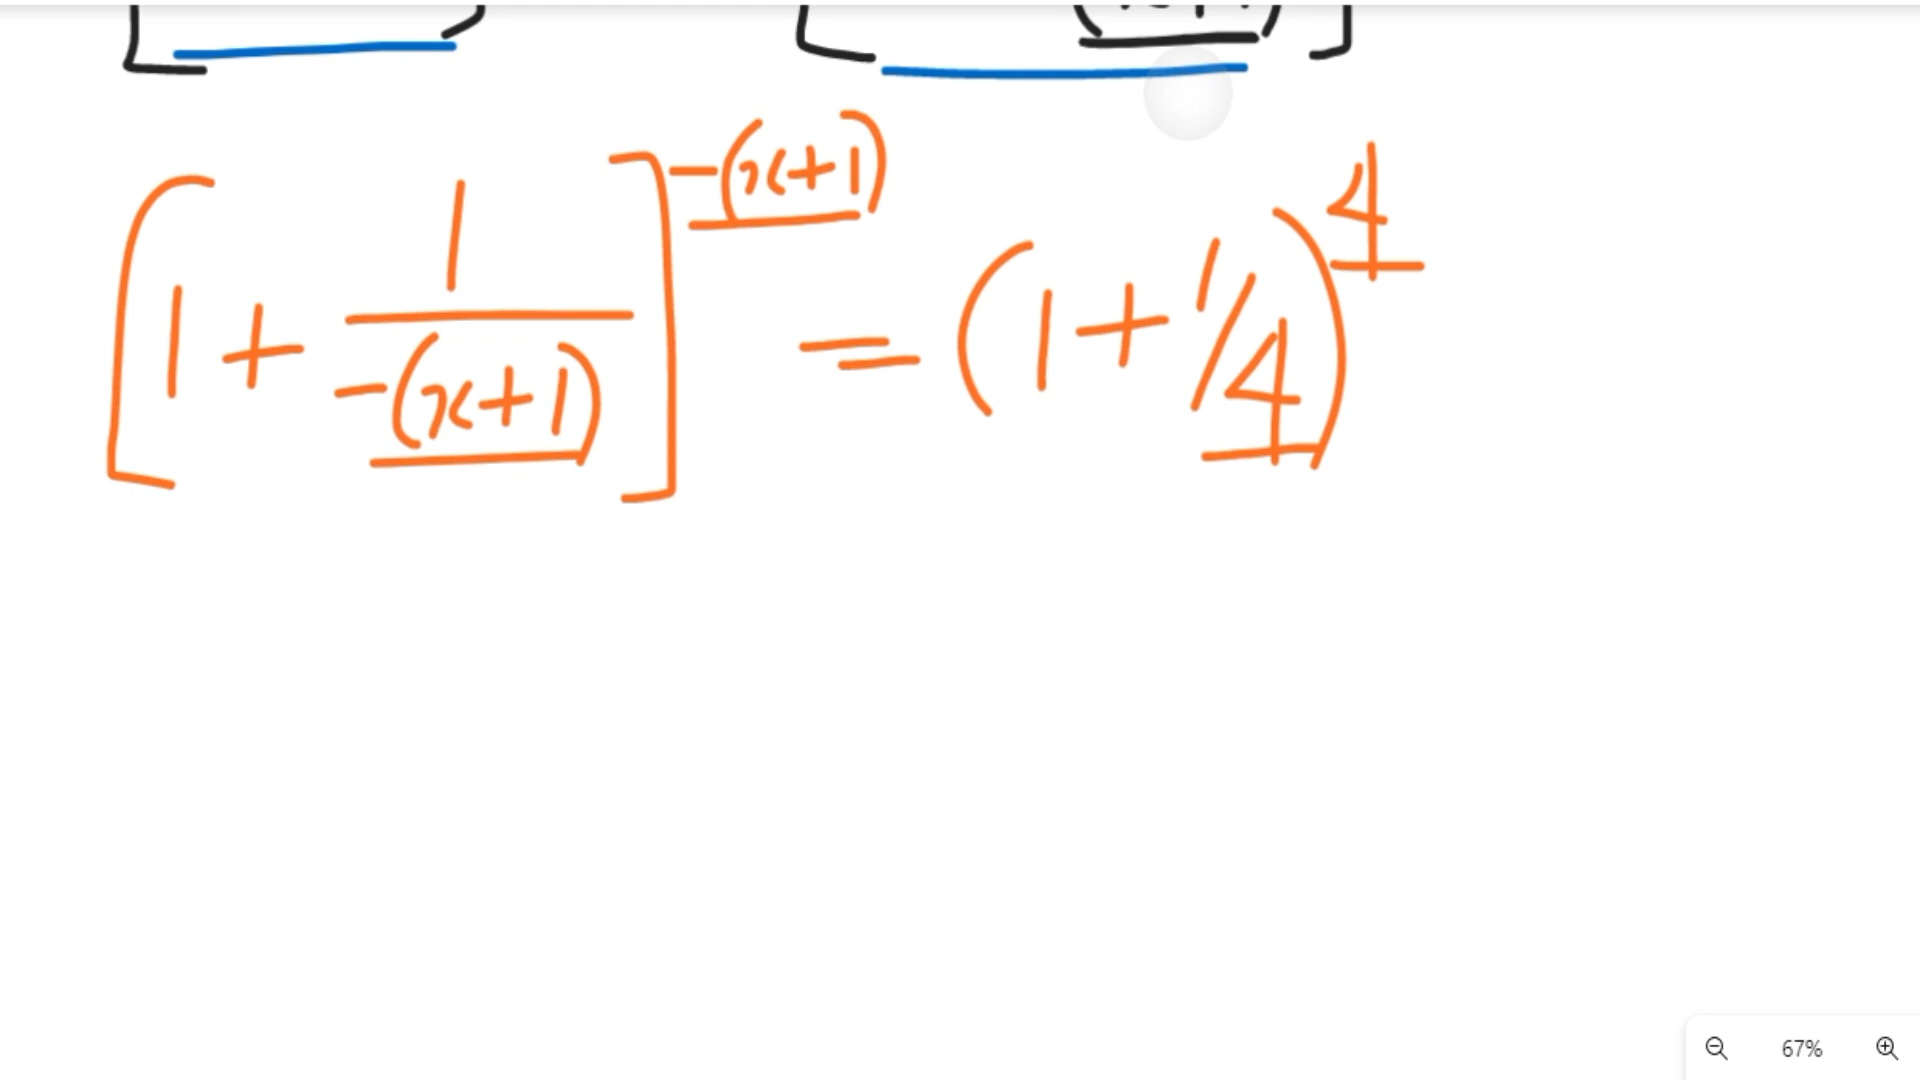 [1 + 1/(-(x+1))]^(-(x+1)) = (1 + 1/4)^4
67%